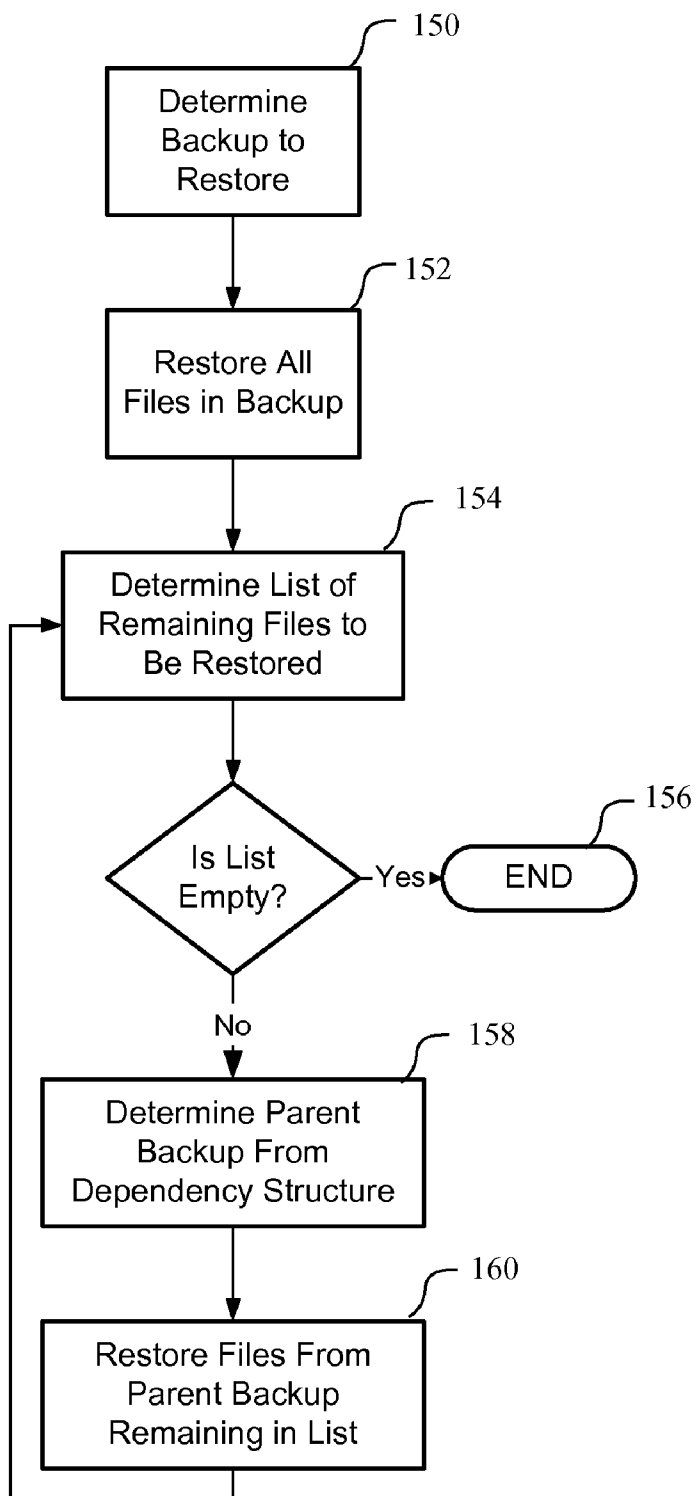 150
Determine
Backup to
Restore
152
Restore All
Files in Backup
154
Determine List of
Remaining Files to
Be Restored
Is List
Empty?
Yes
156
END
No
158
Determine Parent
Backup From
Dependency Structure
160
Restore Files From
Parent Backup
Remaining in List